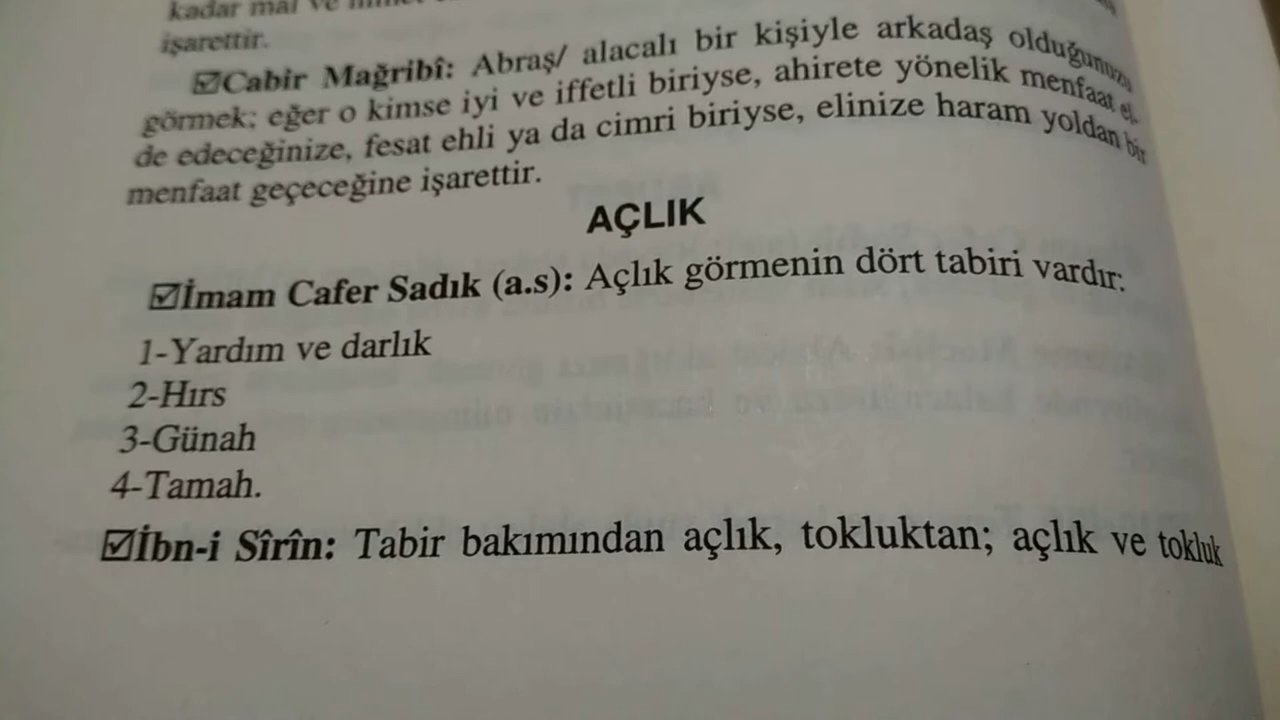 kadar mal ve
işarettir.
☑Cabir Mağribî: Abraş/ alacalı bir kişiyle arkadaş olduğunuzu
görmek; eğer o kimse iyi ve iffetli biriyse, ahirete yönelik menfaat el-
de edeceğinize, fesat ehli ya da cimri biriyse, elinize haram yoldan bir
menfaat geçeceğine işarettir.
AÇLIK
☑İmam Cafer Sadık (a.s): Açlık görmenin dört tabiri vardır:
1-Yardım ve darlık
2-Hırs
3-Günah
4-Tamah.
☑İbn-i Sîrîn: Tabir bakımından açlık, tokluktan; açlık ve tokluk